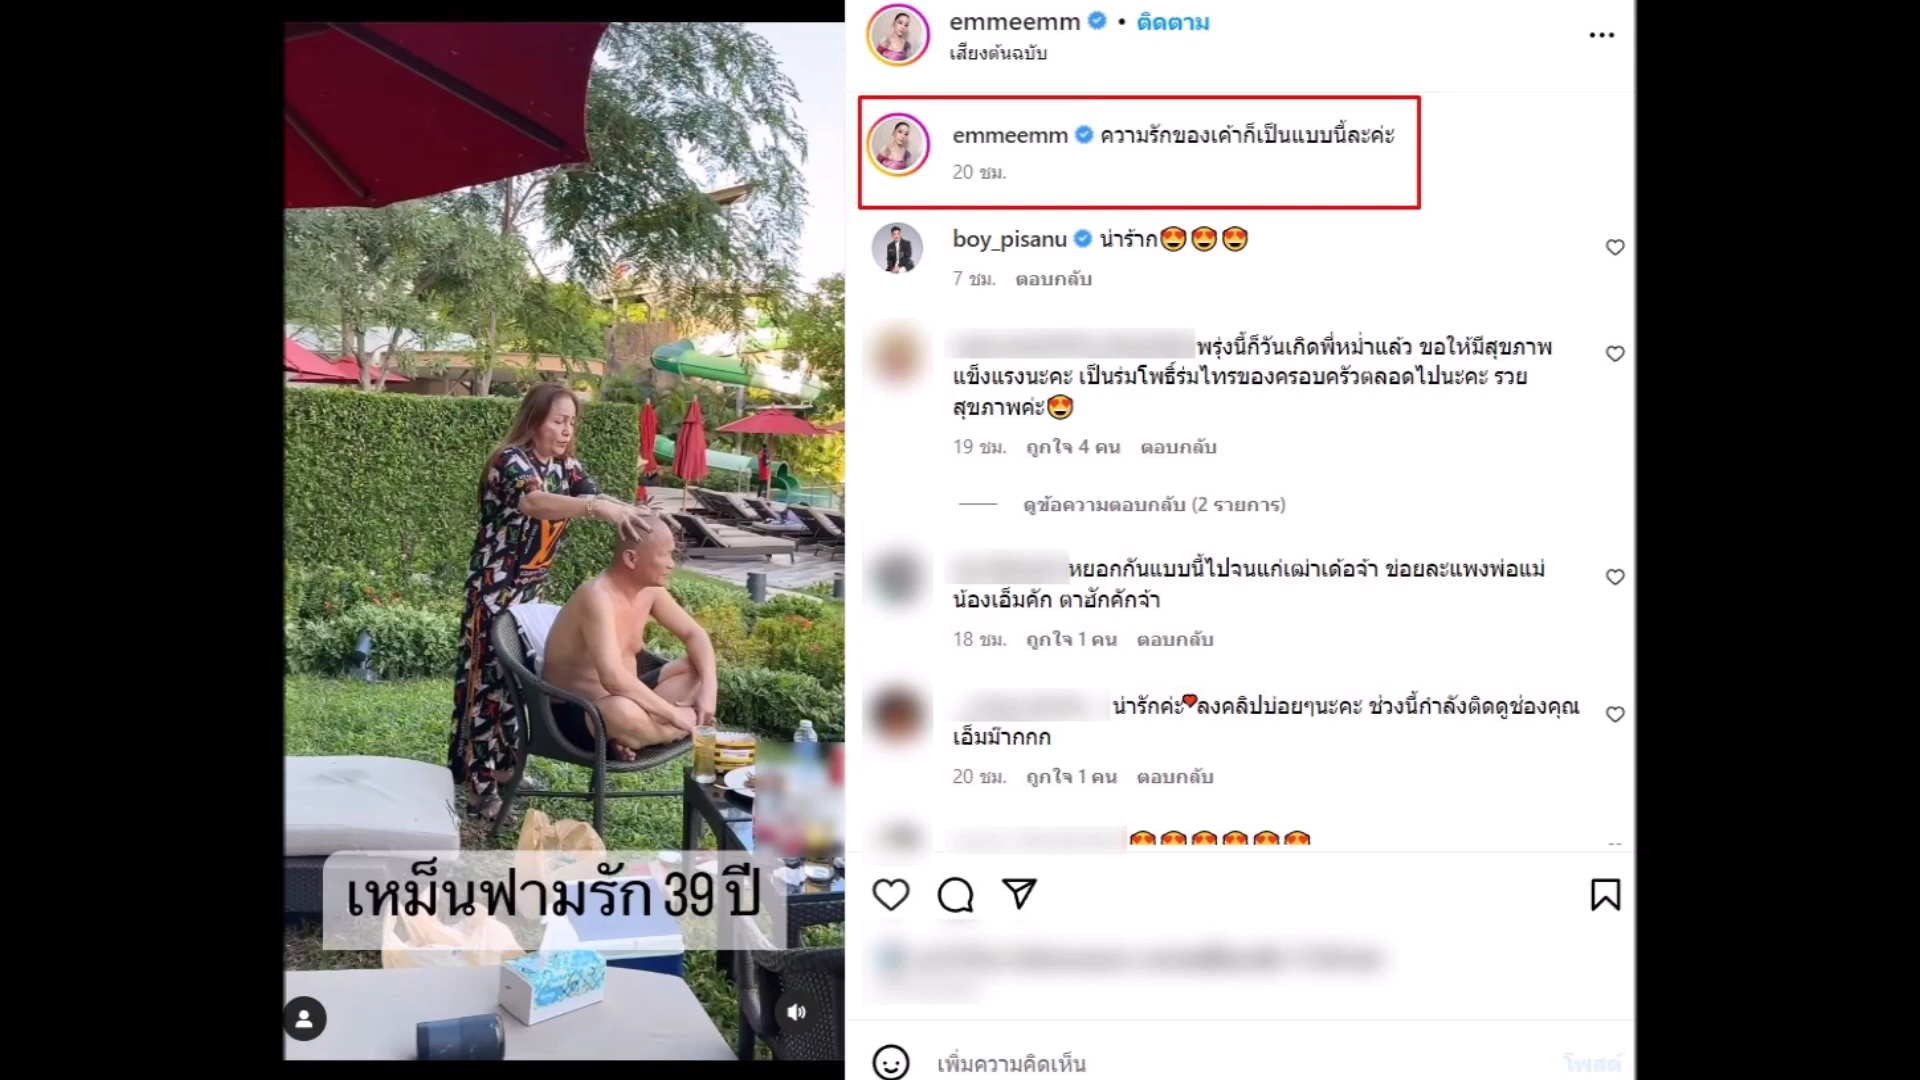 emmeemm • ติดตาม
เสียงต้นฉบับ
emmeemm ความรักของเค้าก็เป็นแบบนี้ละค่ะ
20 ชม.
boy_pisanu น่าร้าก😍😍😍
7 ชม. ตอบกลับ
พรุ่งนี้ก็วันเกิดพี่หม่ำแล้ว ขอให้มีสุขภาพ
แข็งแรงนะคะ เป็นร่มโพธิ์ร่มไทรของครอบครัวตลอดไปนะคะ รวย
สุขภาพค่ะ😍
19 ชม. ถูกใจ 4 คน ตอบกลับ
ดูข้อความตอบกลับ (2 รายการ)
หยอกกันแบบนี้ไปจนแก่เฒ่าเด้อจ้า ข่อยละแพงพ่อแม่
น้องเอ็มคัก ตาฮักคักจ้า
18 ชม. ถูกใจ 1 คน ตอบกลับ
น่ารักค่ะ❤ลงคลิปบ่อยๆนะคะ ช่วงนี้กำลังติดดูช่องคุณ
เอ็มม๊ากกก
20 ชม. ถูกใจ 1 คน ตอบกลับ
😍😍😍😍😍😍
เหม็นฟามรัก 39 ปี
เพิ่มความคิดเห็น
โพสต์